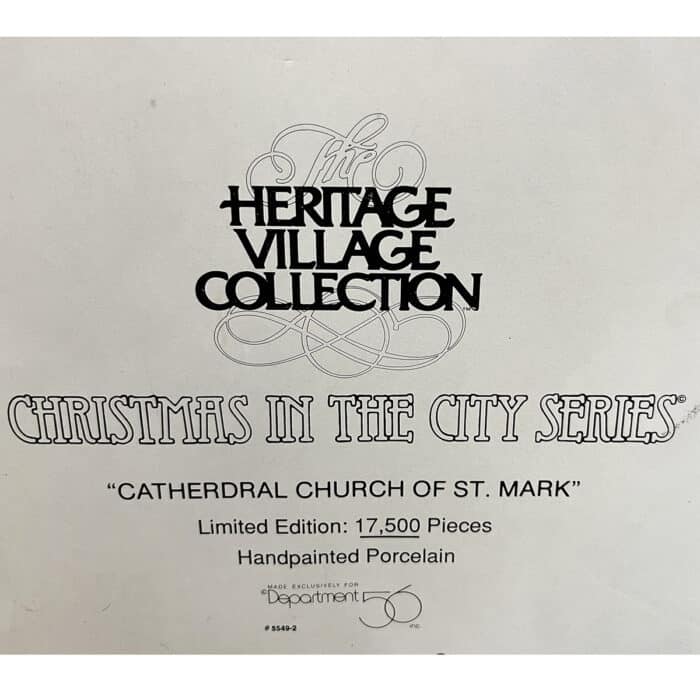 The
HERITAGE
VILLAGE
COLLECTION™
CHRISTMAS IN THE CITY SERIES©
“CATHERDRAL CHURCH OF ST. MARK”
Limited Edition: 17,500 Pieces
Handpainted Porcelain
MADE EXCLUSIVELY FOR
©Department 56 inc.
# 5549-2